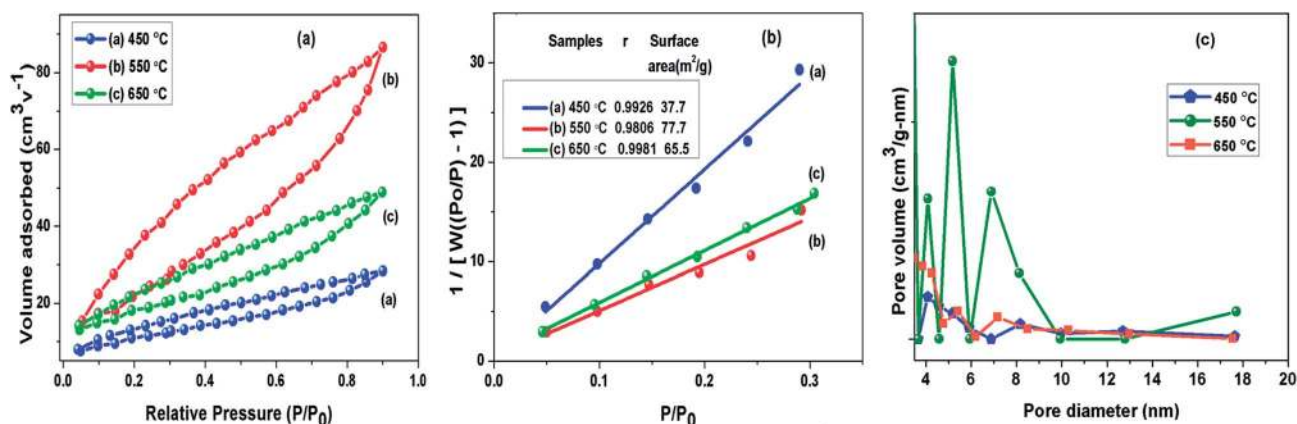 (a)
(a) 450 °C
(b) 550 °C
(c) 650 °C
(b)
(c)
(a)
80
60
40
20
0.0 0.2 0.4 0.6 0.8 1.0
Volume adsorbed (cm³v⁻¹)
Relative Pressure (P/P₀)
(b)
Samples r Surface
area(m²/g)
(a) 450 °C 0.9926 37.7
(b) 550 °C 0.9806 77.7
(c) 650 °C 0.9981 65.5
(a)
(c)
(b)
30
20
10
0
0.0 0.1 0.2 0.3
1 / [ W((Po/P) - 1) ]
P/P₀
(c)
450 °C
550 °C
650 °C
4 6 8 10 12 14 16 18 20
Pore volume (cm³/g-nm)
Pore diameter (nm)